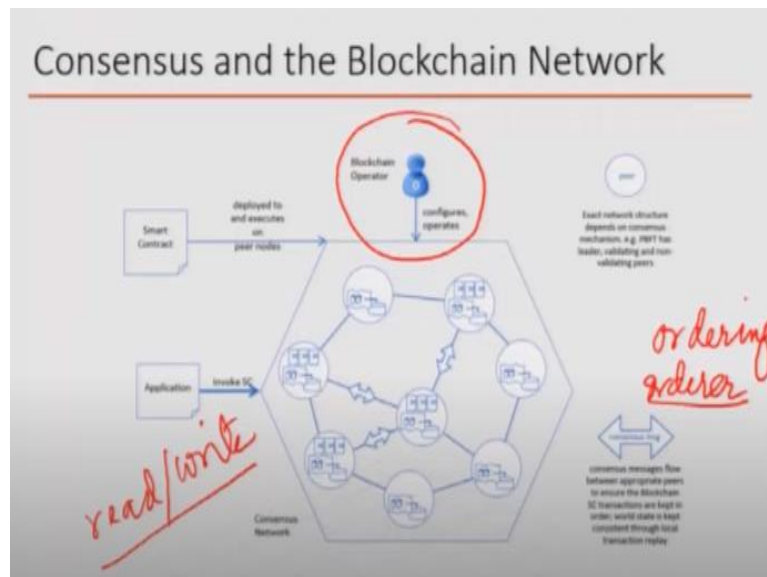 Consensus and the Blockchain Network
Blockchain
Operator
configures,
operates
deployed to
and executes
on
peer nodes
Smart
Contract
peer
Exact network structure
depends on consensus
mechanism. e.g. PBFT has
leader, validating and non-
validating peers
Application
Invoke SC
read/write
ordering
orderer
Consensus
Network
consensus msg
consensus messages flow
between appropriate peers
to ensure the Blockchain
SC transactions are kept in
order; world state is kept
consistent through local
transaction replay